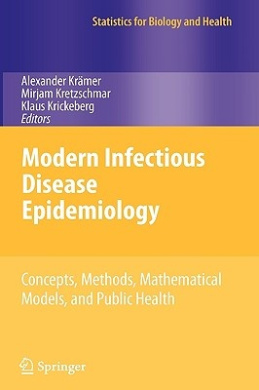 Statistics for Biology and Health
Alexander Krämer
Mirjam Kretzschmar
Klaus Krickeberg
Editors
Modern Infectious
Disease
Epidemiology
Concepts, Methods, Mathematical
Models, and Public Health
Springer